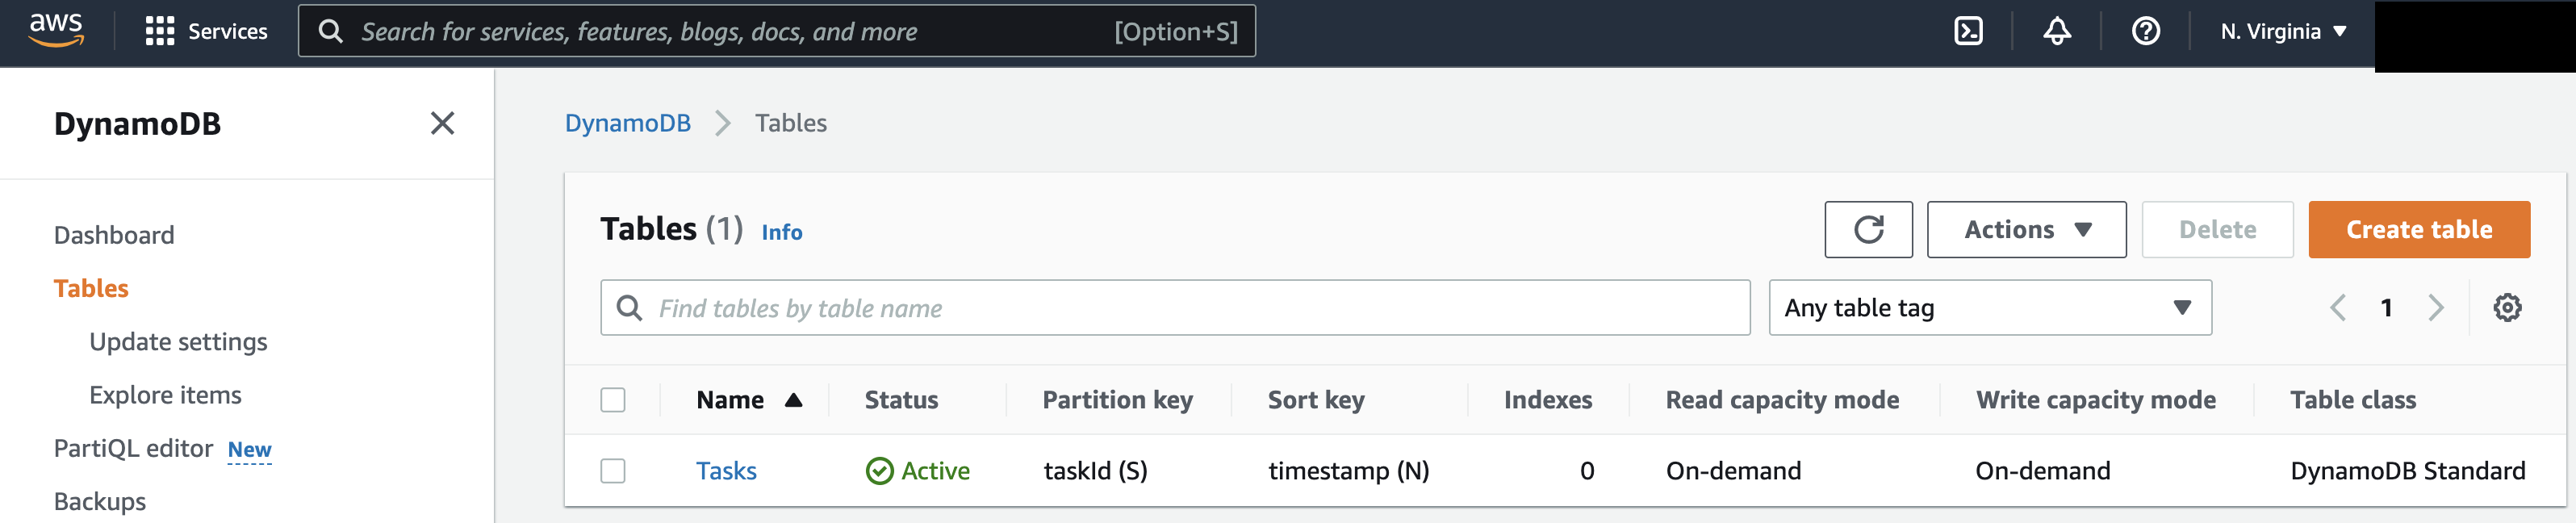 aws Services Search for services, features, blogs, docs, and more [Option+S] N. Virginia
DynamoDB
Dashboard
Tables
Update settings
Explore items
PartiQL editor New
Backups
DynamoDB Tables
Tables (1) Info Actions Delete Create table
Find tables by table name Any table tag 1
Name Status Partition key Sort key Indexes Read capacity mode Write capacity mode Table class
Tasks Active taskId (S) timestamp (N) 0 On-demand On-demand DynamoDB Standard